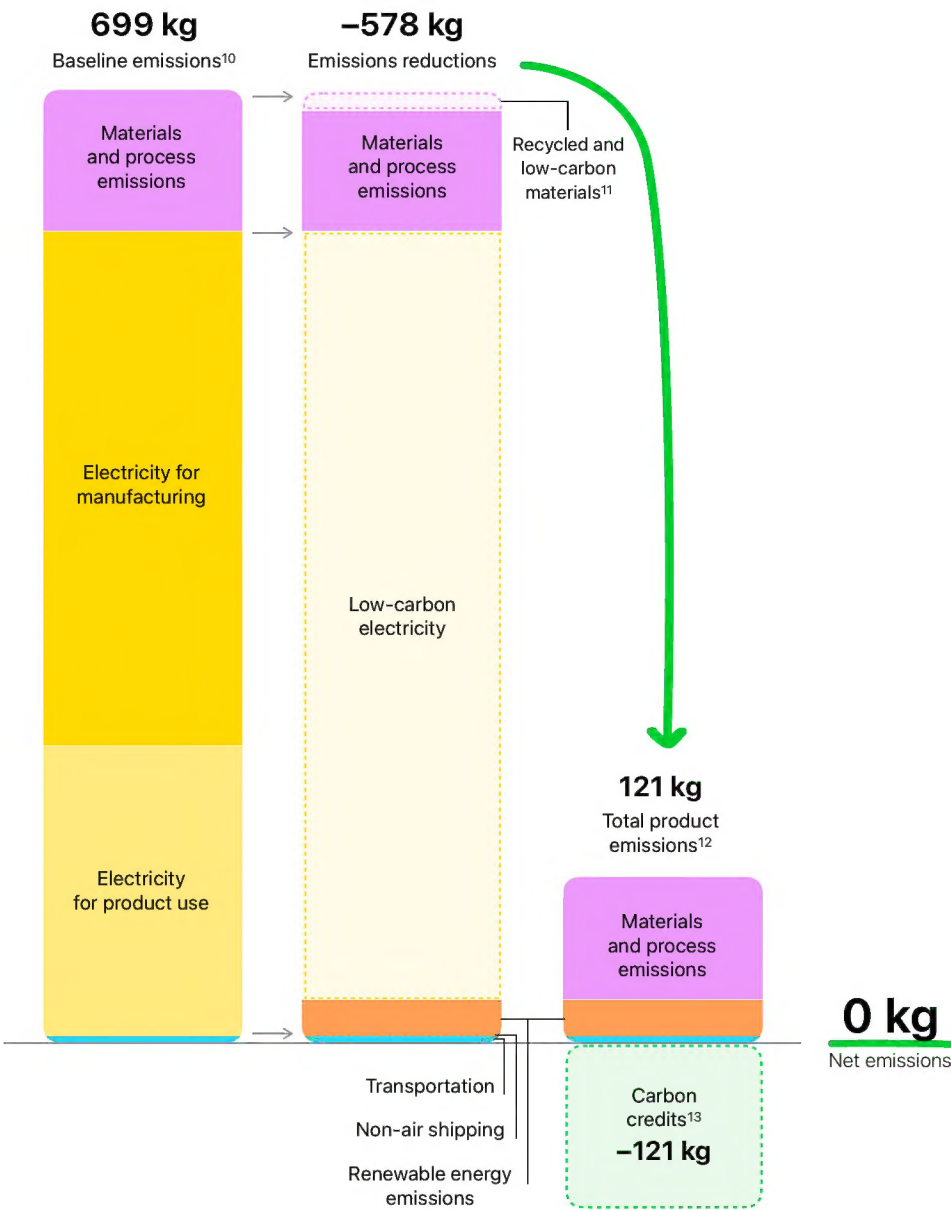 699 kg
Baseline emissions¹⁰
Materials
and process
emissions
Electricity for
manufacturing
Electricity
for product use
–578 kg
Emissions reductions
Recycled and
low-carbon
materials¹¹
Materials
and process
emissions
Low-carbon
electricity
Transportation
Non-air shipping
Renewable energy
emissions
121 kg
Total product
emissions¹²
Materials
and process
emissions
Carbon
credits¹³
–121 kg
0 kg
Net emissions